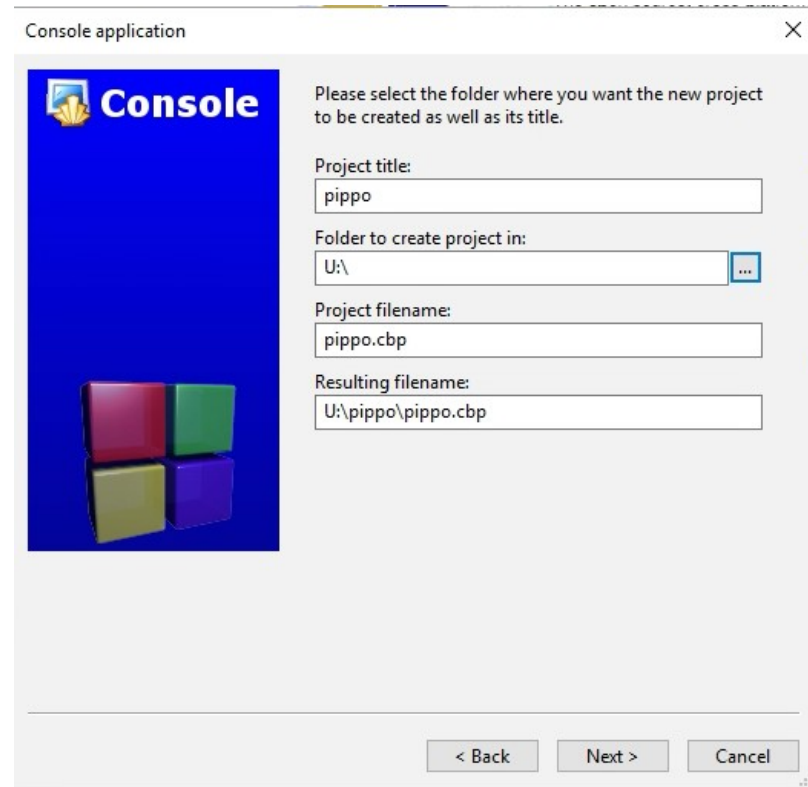 Console application
Console
Please select the folder where you want the new project
to be created as well as its title.
Project title:
pippo
Folder to create project in:
U:\
...
Project filename:
pippo.cbp
Resulting filename:
U:\pippo\pippo.cbp
< Back
Next >
Cancel